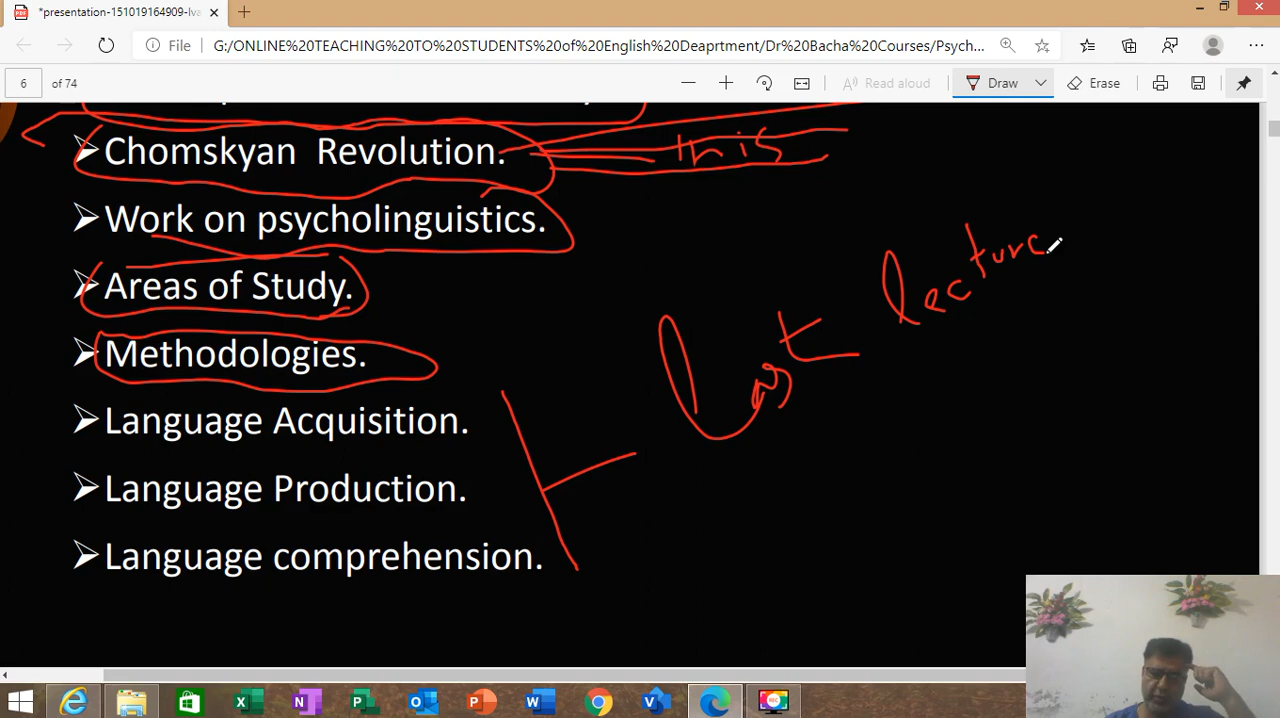 *presentation-151019164909-lva
File
G:/ONLINE%20TEACHING%20TO%20STUDENTS%20of%20English%20Deaprtment/Dr%20Bacha%20Courses/Psych...
6 of 74
Read aloud
Draw
Erase
Chomskyan Revolution.
this
Work on psycholinguistics.
Areas of Study.
Methodologies.
Last lecture
Language Acquisition.
Language Production.
Language comprehension.